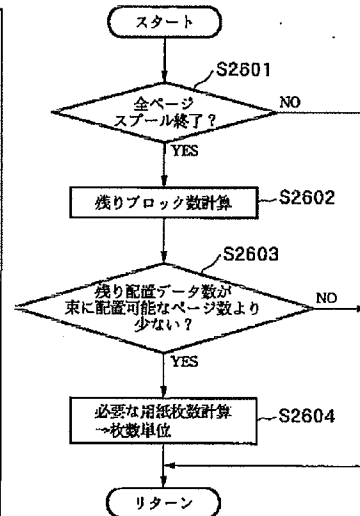 スタート
S2601
全ページ
スプール終了？
NO
YES
残りブロック数計算
S2602
S2603
残り配置データ数が
束に配置可能なページ数より
少ない？
NO
YES
必要な用紙枚数計算
→枚数単位
S2604
リターン